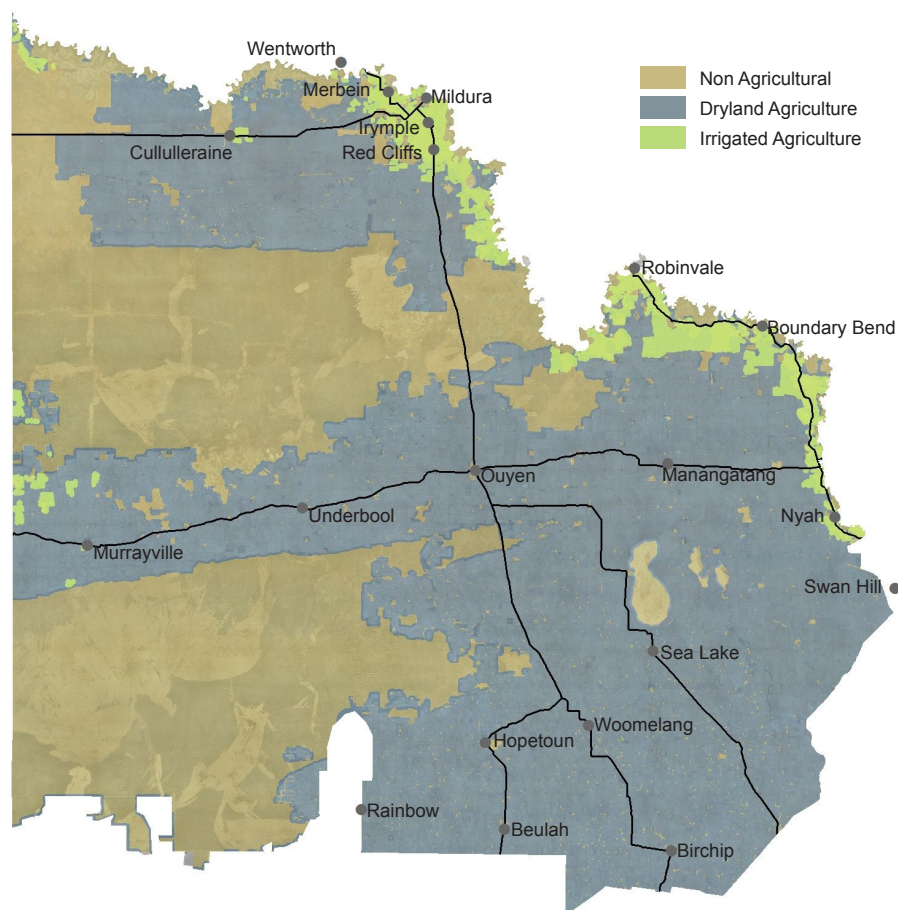 Wentworth
Merbein
Mildura
Irymple
Cullulleraine
Red Cliffs
Non Agricultural
Dryland Agriculture
Irrigated Agriculture
Robinvale
Boundary Bend
Ouyen
Manangatang
Underbool
Nyah
Murrayville
Swan Hill
Sea Lake
Woomelang
Hopetoun
Rainbow
Beulah
Birchip